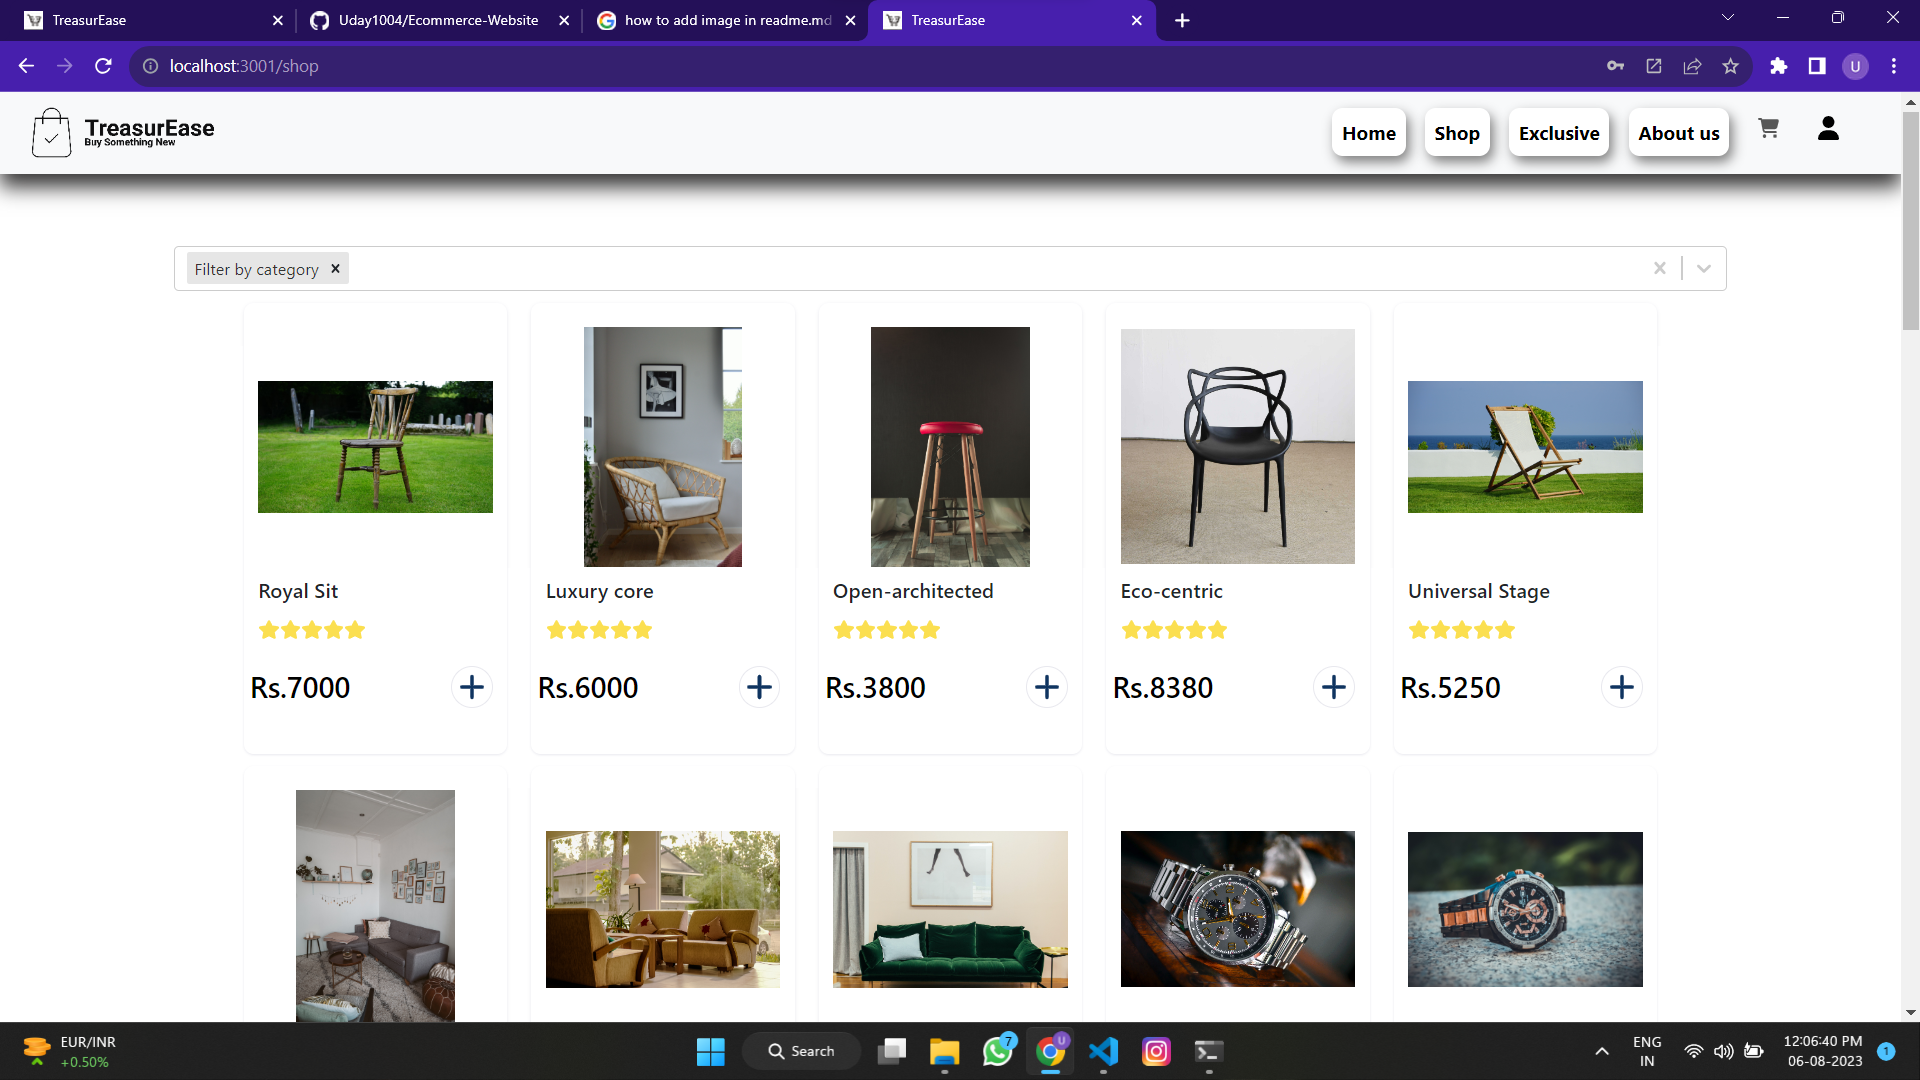 TreasurEase
Uday1004/Ecommerce-Website
how to add image in readme.md
TreasurEase
localhost:3001/shop
U
TreasurEase
Buy Something New
Home
Shop
Exclusive
About us
Filter by category
Royal Sit
Luxury core
Open-architected
Eco-centric
Universal Stage
Rs.7000
Rs.6000
Rs.3800
Rs.8380
Rs.5250
EUR/INR
+0.50%
Search
7
U
ENG
IN
12:06:40 PM
06-08-2023
1